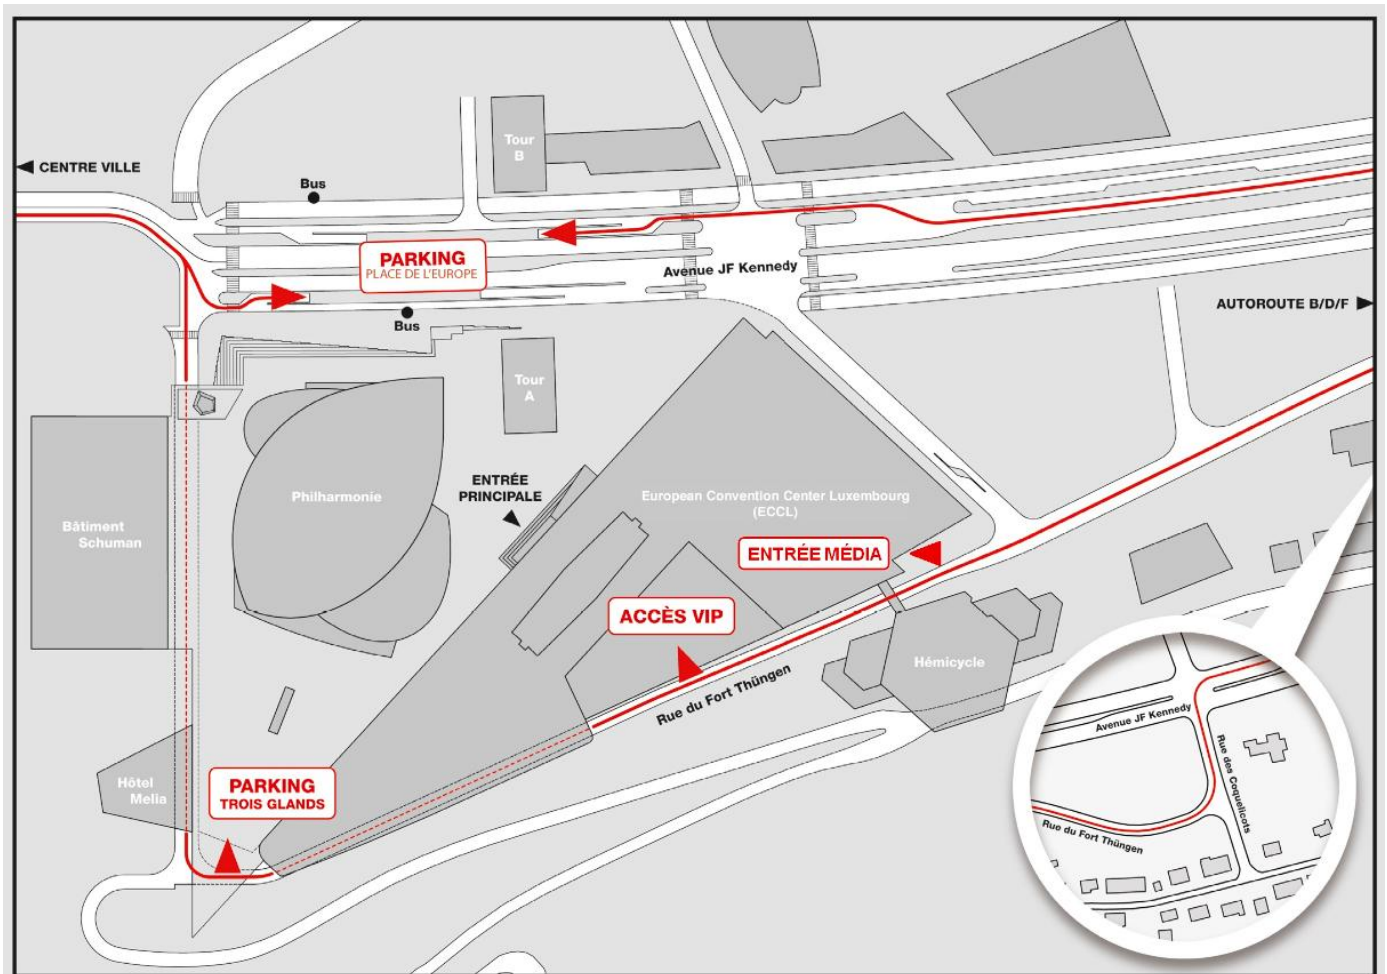 CENTRE VILLE
Bus
Tour
B
PARKING
PLACE DE L'EUROPE
Avenue JF Kennedy
AUTOROUTE B/D/F
Bus
Tour
A
ENTRÉE
PRINCIPALE
Philharmonie
European Convention Center Luxembourg
(ECCL)
Bâtiment
Schuman
ENTRÉE MÉDIA
ACCÈS VIP
Hémicycle
Rue du Fort Thüngen
Hôtel
Melia
PARKING
TROIS GLANDS
Avenue JF Kennedy
Rue des Coquelicots
Rue du Fort Thüngen